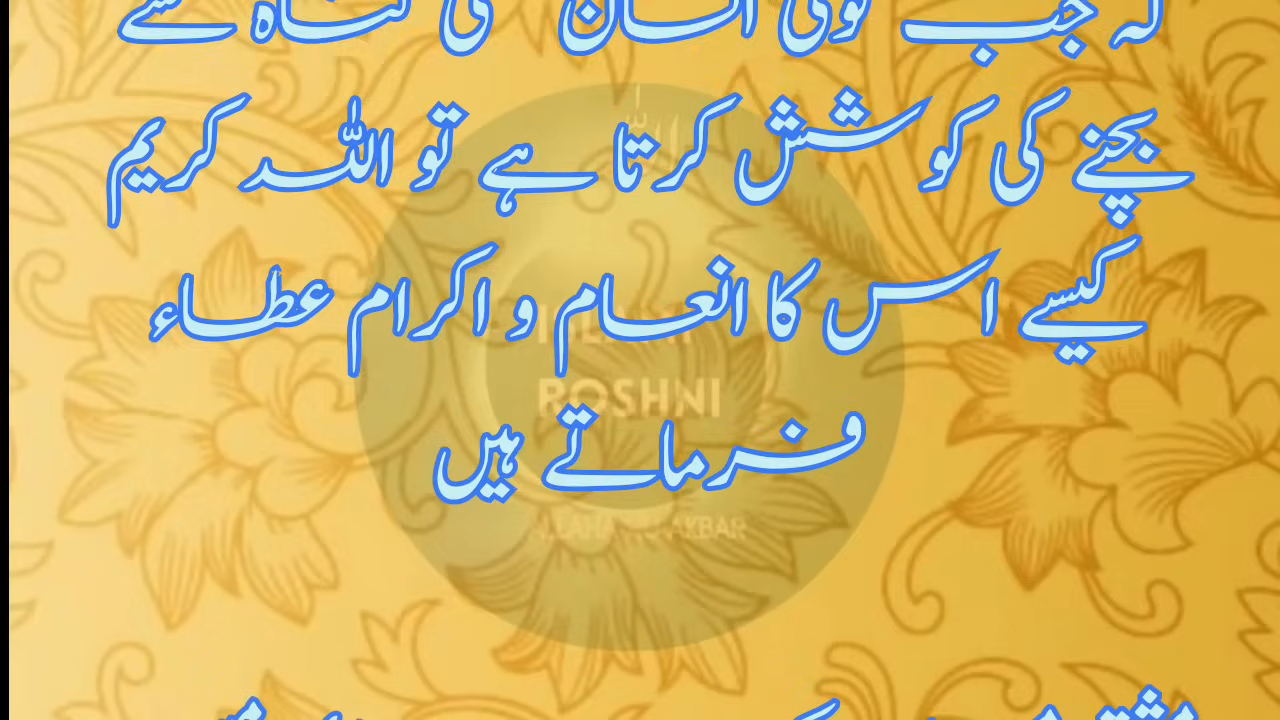 کہ جب کوئی انسان کسی گناہ سے
بچنے کی کوشش کرتا ہے تو اللہ کریم
کیسے اس کا انعام و اکرام عطاء
فرماتے ہیں
ROSHNI